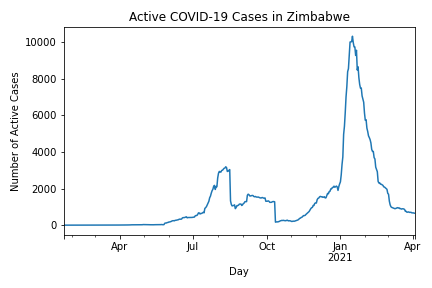 Active COVID-19 Cases in Zimbabwe
Number of Active Cases
10000
8000
6000
4000
2000
0
Apr
Jul
Oct
Jan
2021
Apr
Day